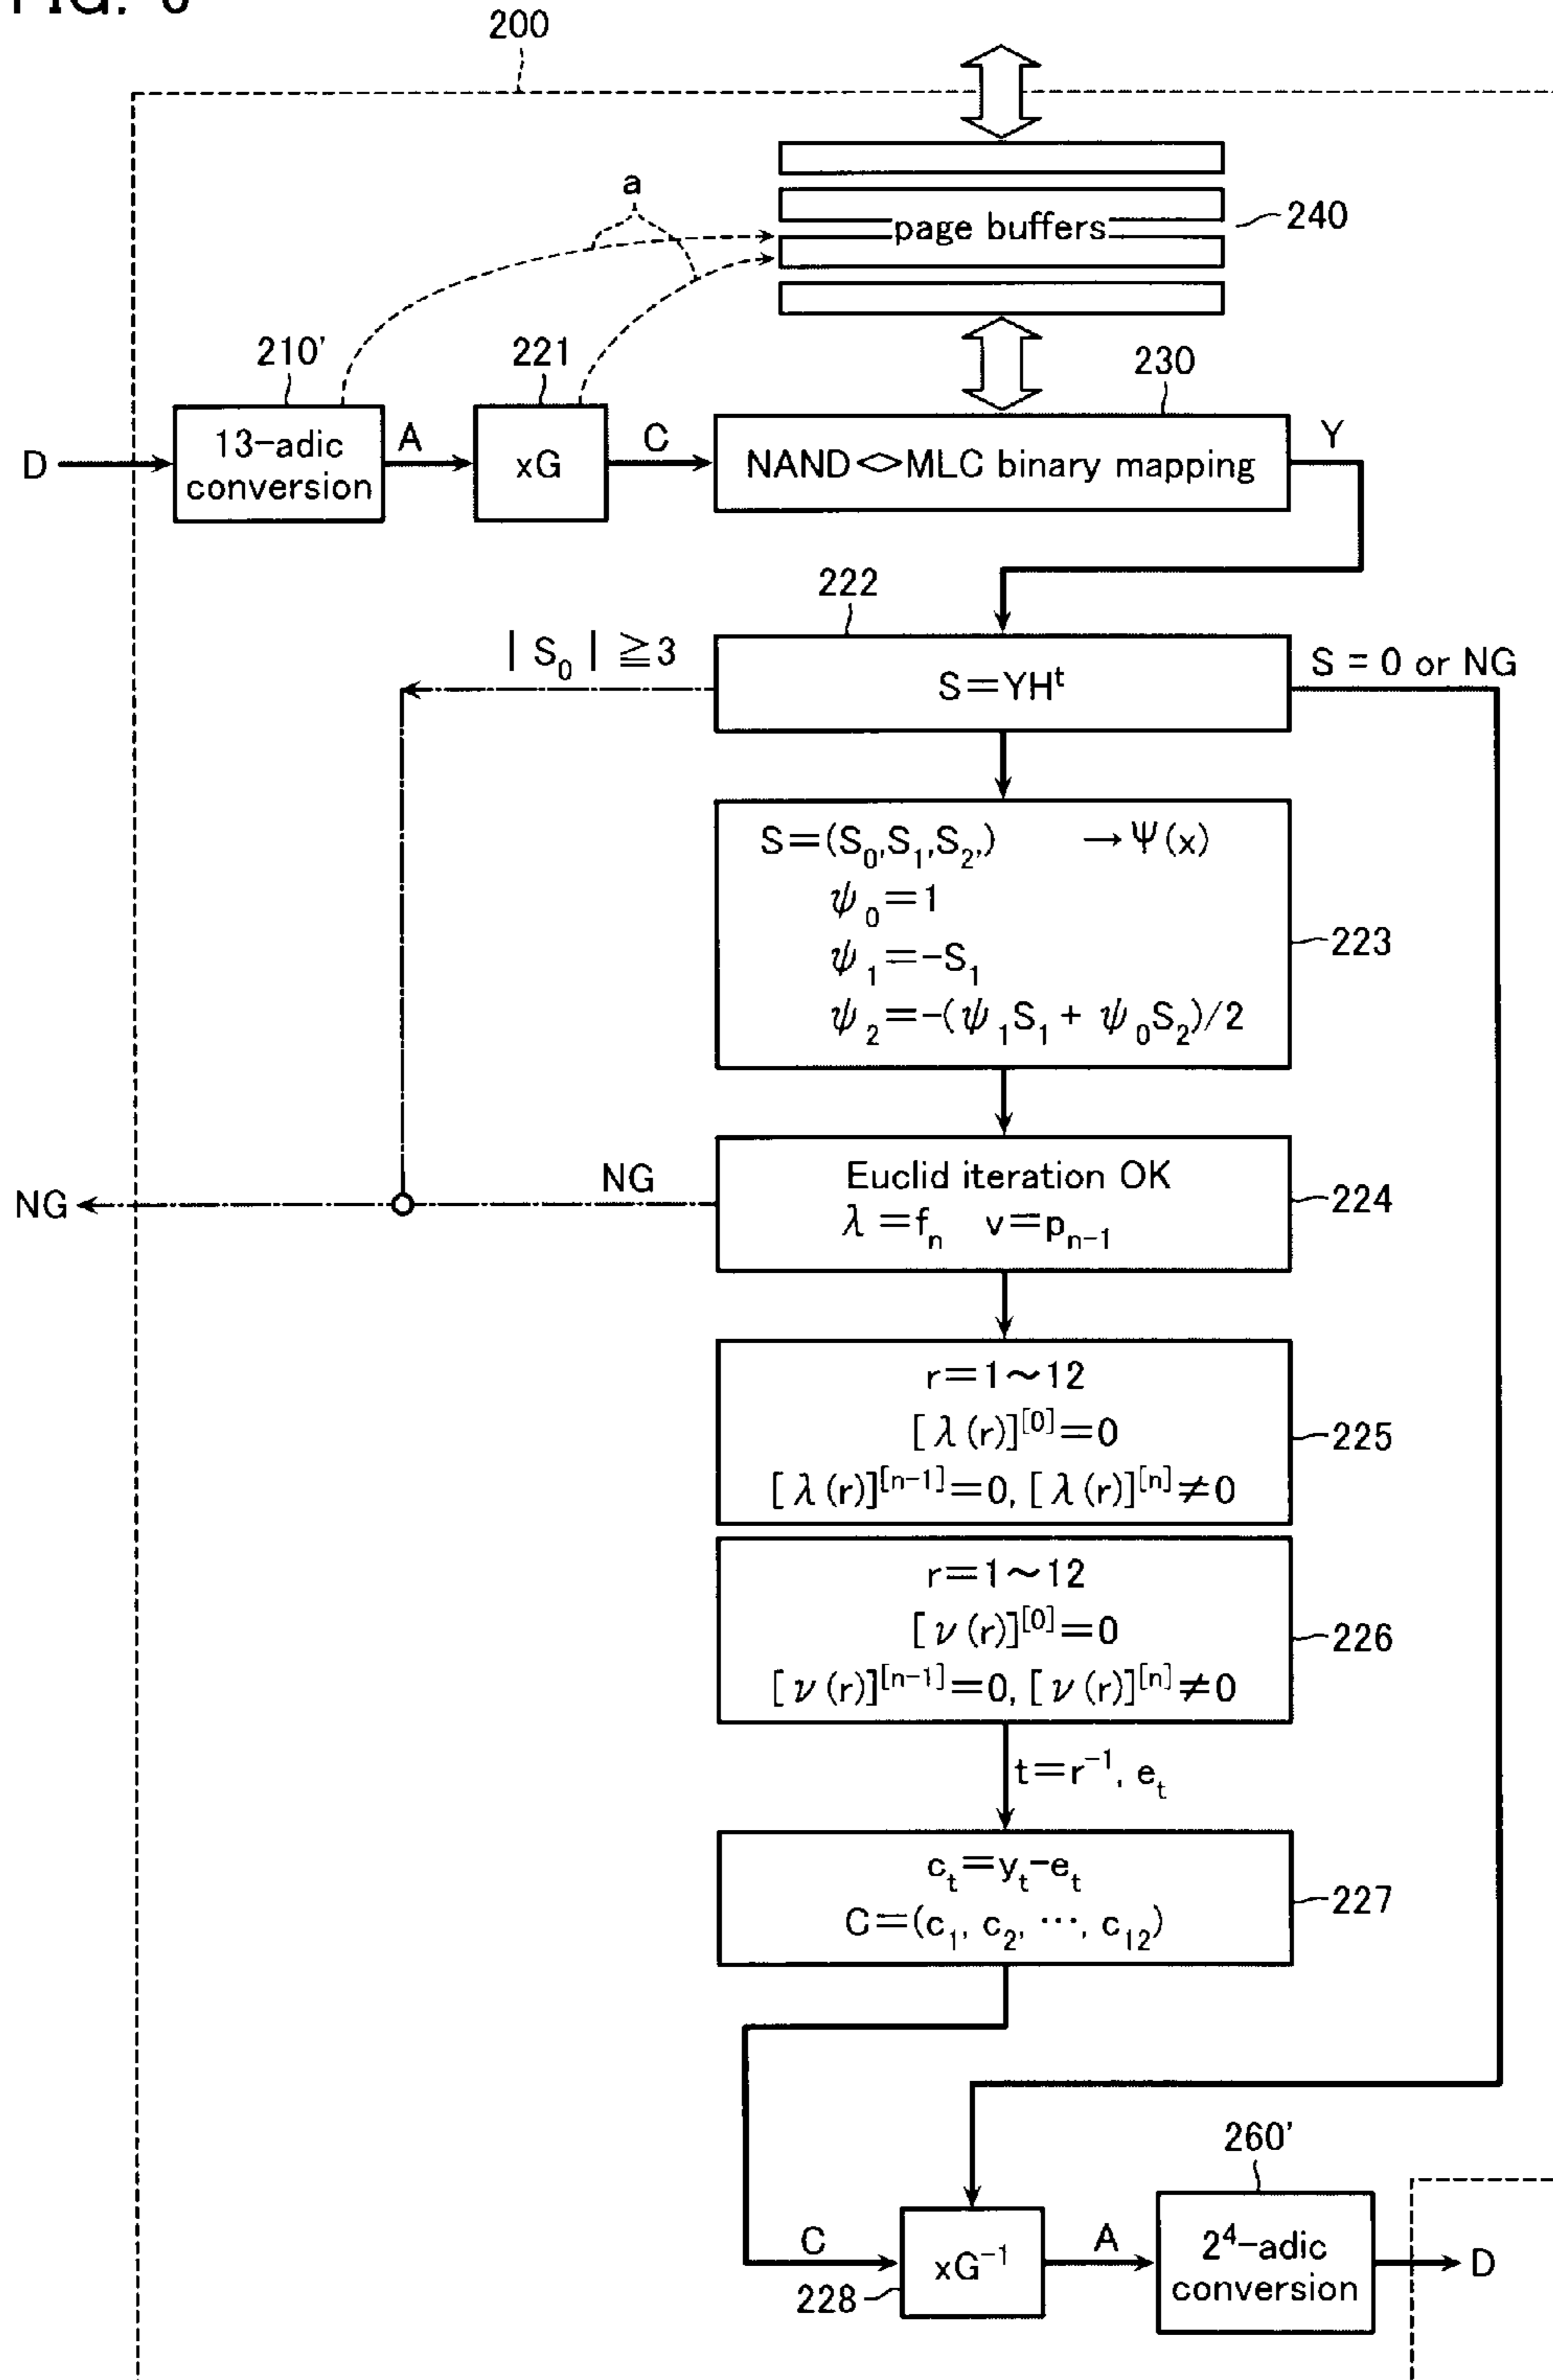 200
a
page buffers
240
210'
221
230
D
13-adic
conversion
A
xG
C
NAND<>MLC binary mapping
Y
222
| S₀ | ≧3
S=YHᵗ
S = 0 or NG
S=(S₀,S₁,S₂,) →Ψ(x)
ψ₀=1
ψ₁=-S₁
ψ₂=-(ψ₁S₁ + ψ₀S₂)/2
223
NG
NG
Euclid iteration OK
λ=fₙ v=pₙ₋₁
224
r=1~12
[λ(r)]^[0]=0
[λ(r)]^[n-1]=0, [λ(r)]^[n]≠0
225
r=1~12
[ν(r)]^[0]=0
[ν(r)]^[n-1]=0, [ν(r)]^[n]≠0
226
t=r⁻¹, eₜ
cₜ=yₜ-eₜ
C=(c₁, c₂, ···, c₁₂)
227
260'
C
xG⁻¹
A
2⁴-adic
conversion
D
228